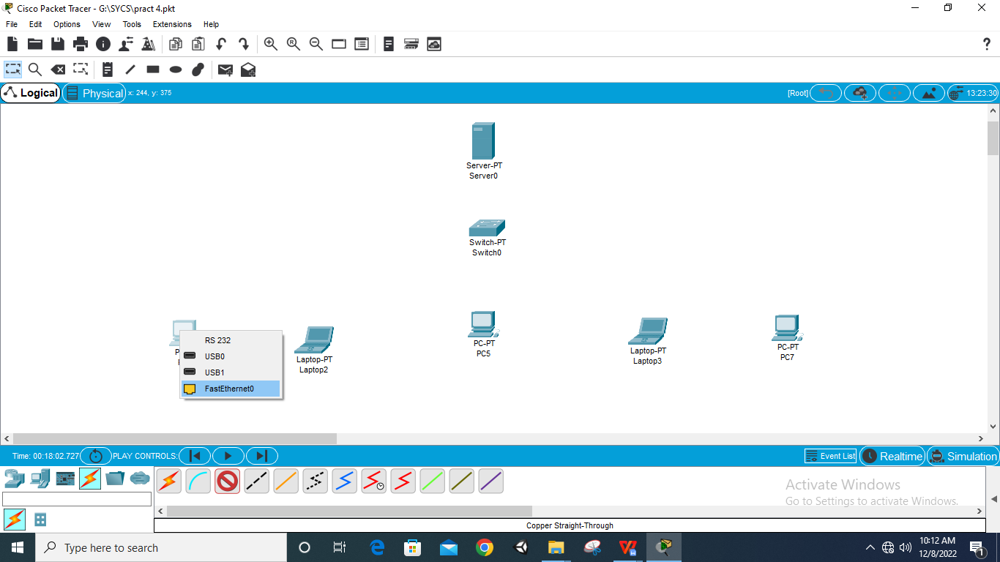 Cisco Packet Tracer - G:\SYCS\pract 4.pkt
File Edit Options View Tools Extensions Help
Logical Physical x: 244, y: 375 [Root] 13:23:30
Server-PT
Server0
Switch-PT
Switch0
RS 232
USB0
USB1
FastEthernet0
Laptop-PT
Laptop2
PC-PT
PC5
Laptop-PT
Laptop3
PC-PT
PC7
Time: 00:18:02.727 PLAY CONTROLS: Event List Realtime Simulation
Activate Windows
Go to Settings to activate Windows.
Copper Straight-Through
Type here to search
10:12 AM
12/8/2022
1